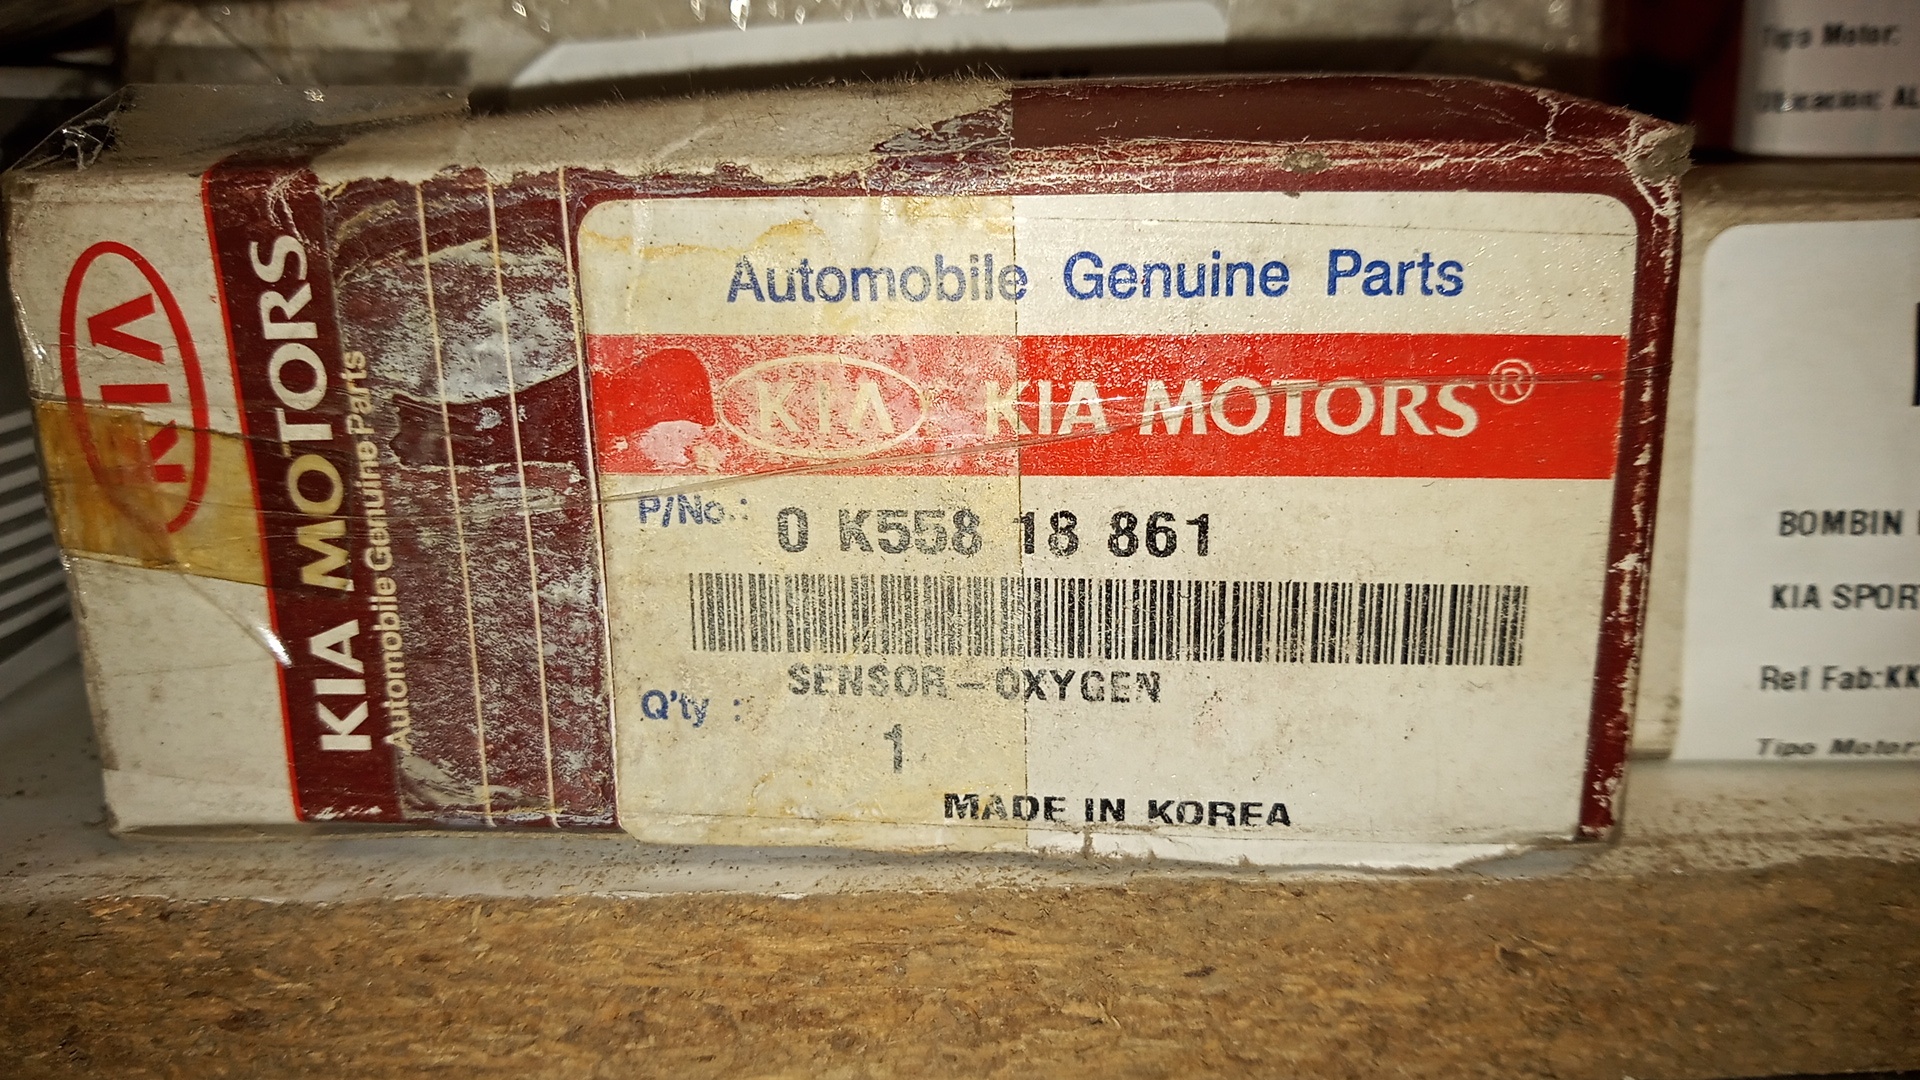 KIA
KIA MOTORS
Automobile Genuine Parts
Automobile Genuine Parts
KIA KIA MOTORS®
P/No.: 0 K558 18 861
SENSOR-OXYGEN
Q'ty : 1
MADE IN KOREA
Tipo Motor:
BOMBIN
KIA SPOR
Ref Fab:KK
Tipo Motor: